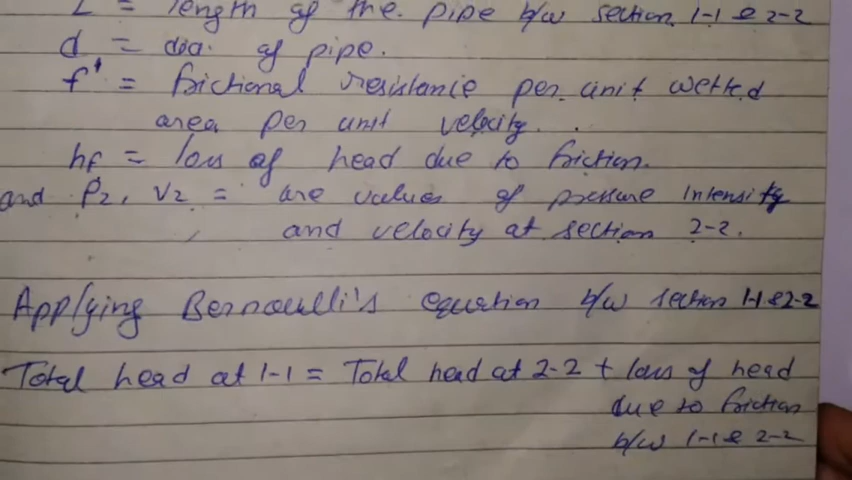 L = length of the pipe b/w section 1-1 & 2-2
d = dia. of pipe.
f' = frictional resistance per unit wetted
area per unit velocity.
hf = loss of head due to friction.
and P2, V2 = are values of pressure intensity
and velocity at section 2-2.
Applying Bernoulli's equation b/w section 1-1 & 2-2
Total head at 1-1 = Total head at 2-2 + loss of head
due to friction
b/w 1-1 & 2-2